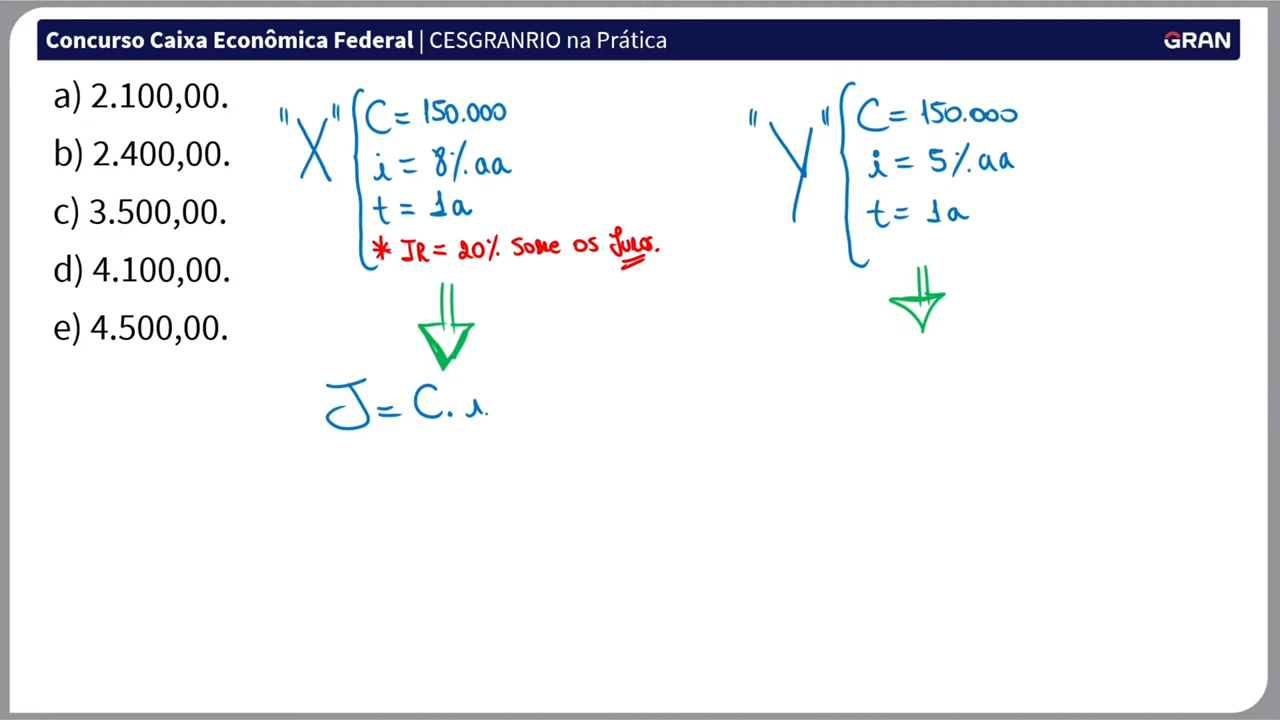 Concurso Caixa Econômica Federal | CESGRANRIO na Prática
GRAN
a) 2.100,00.
b) 2.400,00.
c) 3.500,00.
d) 4.100,00.
e) 4.500,00.
"X"
C = 150.000
i = 8% aa
t = 1a
* IR = 20% sobre os Juros.
J = C. i.
"Y"
C = 150.000
i = 5% aa
t = 1a